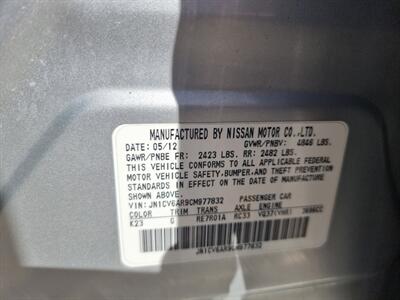 MANUFACTURED BY NISSAN MOTOR CO.,LTD.
DATE: 05/12 GVWR/PNBV: 4846 LBS.
GAWR/PNBE FR: 2423 LBS. RR: 2482 LBS.
THIS VEHICLE CONFORMS TO ALL APPLICABLE FEDERAL
MOTOR VEHICLE SAFETY, BUMPER, AND THEFT PREVENTION
STANDARDS IN EFFECT ON THE DATE OF MANUFACTURE
SHOWN ABOVE.
VIN: JN1CV6AR9CM977832 PASSENGER CAR
COLOR TRIM TRANS AXLE ENGINE
K23 G RE7R01A RC33 VQ37(VHR) 3696CC
JN1CV6AR9CM977832